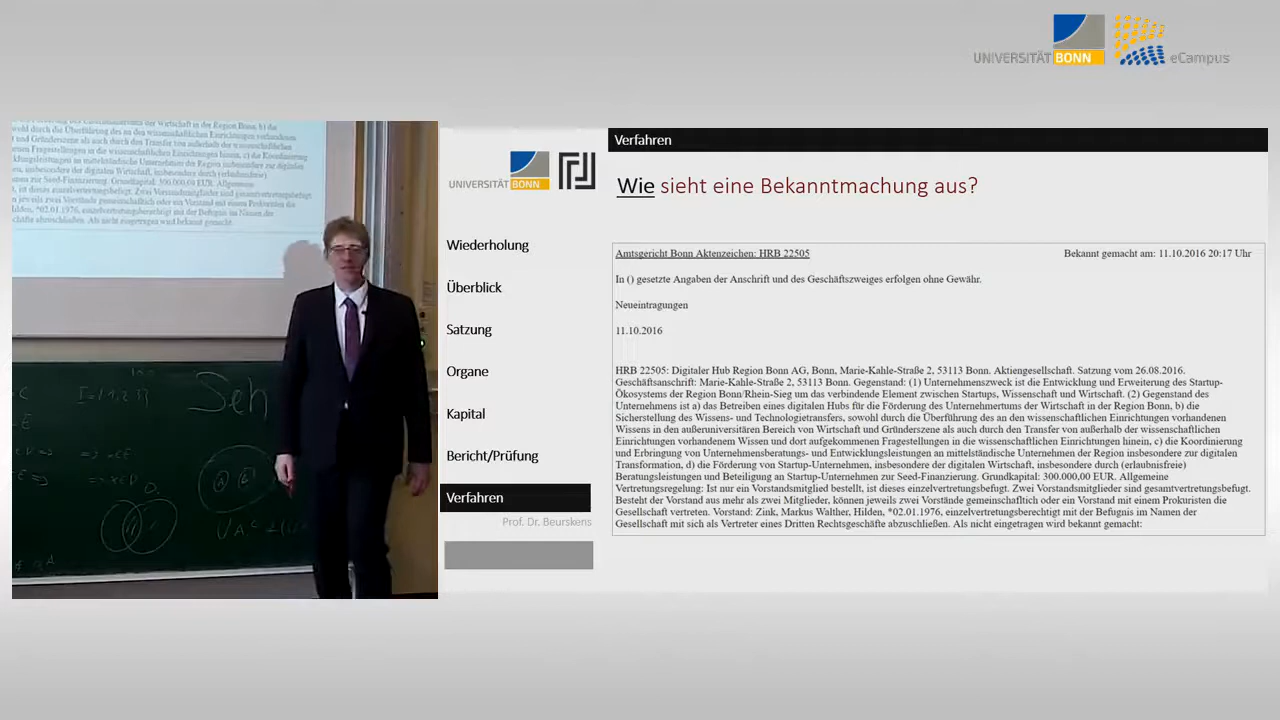 UNIVERSITÄT BONN
eCampus
wohl durch die Überführung des an den wissenschaftlichen Einrichtungen vorhandenen
Seh
UNIVERSITÄT BONN
Wiederholung
Überblick
Satzung
Organe
Kapital
Bericht/Prüfung
Verfahren
Prof. Dr. Beurskens
Verfahren
Wie sieht eine Bekanntmachung aus?
Amtsgericht Bonn Aktenzeichen: HRB 22505
Bekannt gemacht am: 11.10.2016 20:17 Uhr
In () gesetzte Angaben der Anschrift und des Geschäftszweiges erfolgen ohne Gewähr.
Neueintragungen
11.10.2016
HRB 22505: Digitaler Hub Region Bonn AG, Bonn, Marie-Kahle-Straße 2, 53113 Bonn. Aktiengesellschaft. Satzung vom 26.08.2016.
Geschäftsanschrift: Marie-Kahle-Straße 2, 53113 Bonn. Gegenstand: (1) Unternehmenszweck ist die Entwicklung und Erweiterung des Startup-
Ökosystems der Region Bonn/Rhein-Sieg um das verbindende Element zwischen Startups, Wissenschaft und Wirtschaft. (2) Gegenstand des
Unternehmens ist a) das Betreiben eines digitalen Hubs für die Förderung des Unternehmertums der Wirtschaft in der Region Bonn, b) die
Sicherstellung des Wissens- und Technologietransfers, sowohl durch die Überführung des an den wissenschaftlichen Einrichtungen vorhandenen
Wissens in den außeruniversitären Bereich von Wirtschaft und Gründerszene als auch durch den Transfer von außerhalb der wissenschaftlichen
Einrichtungen vorhandenem Wissen und dort aufgekommenen Fragestellungen in die wissenschaftlichen Einrichtungen hinein, c) die Koordinierung
und Erbringung von Unternehmensberatungs- und Entwicklungsleistungen an mittelständische Unternehmen der Region insbesondere zur digitalen
Transformation, d) die Förderung von Startup-Unternehmen, insbesondere der digitalen Wirtschaft, insbesondere durch (erlaubnisfreie)
Beratungsleistungen und Beteiligung an Startup-Unternehmen zur Seed-Finanzierung. Grundkapital: 300.000,00 EUR. Allgemeine
Vertretungsregelung: Ist nur ein Vorstandsmitglied bestellt, ist dieses einzelvertretungsbefugt. Zwei Vorstandsmitglieder sind gesamtvertretungsbefugt.
Besteht der Vorstand aus mehr als zwei Mitglieder, können jeweils zwei Vorstände gemeinschaftlich oder ein Vorstand mit einem Prokuristen die
Gesellschaft vertreten. Vorstand: Zink, Markus Walther, Hilden, *02.01.1976, einzelvertretungsberechtigt mit der Befugnis im Namen der
Gesellschaft mit sich als Vertreter eines Dritten Rechtsgeschäfte abzuschließen. Als nicht eingetragen wird bekannt gemacht: